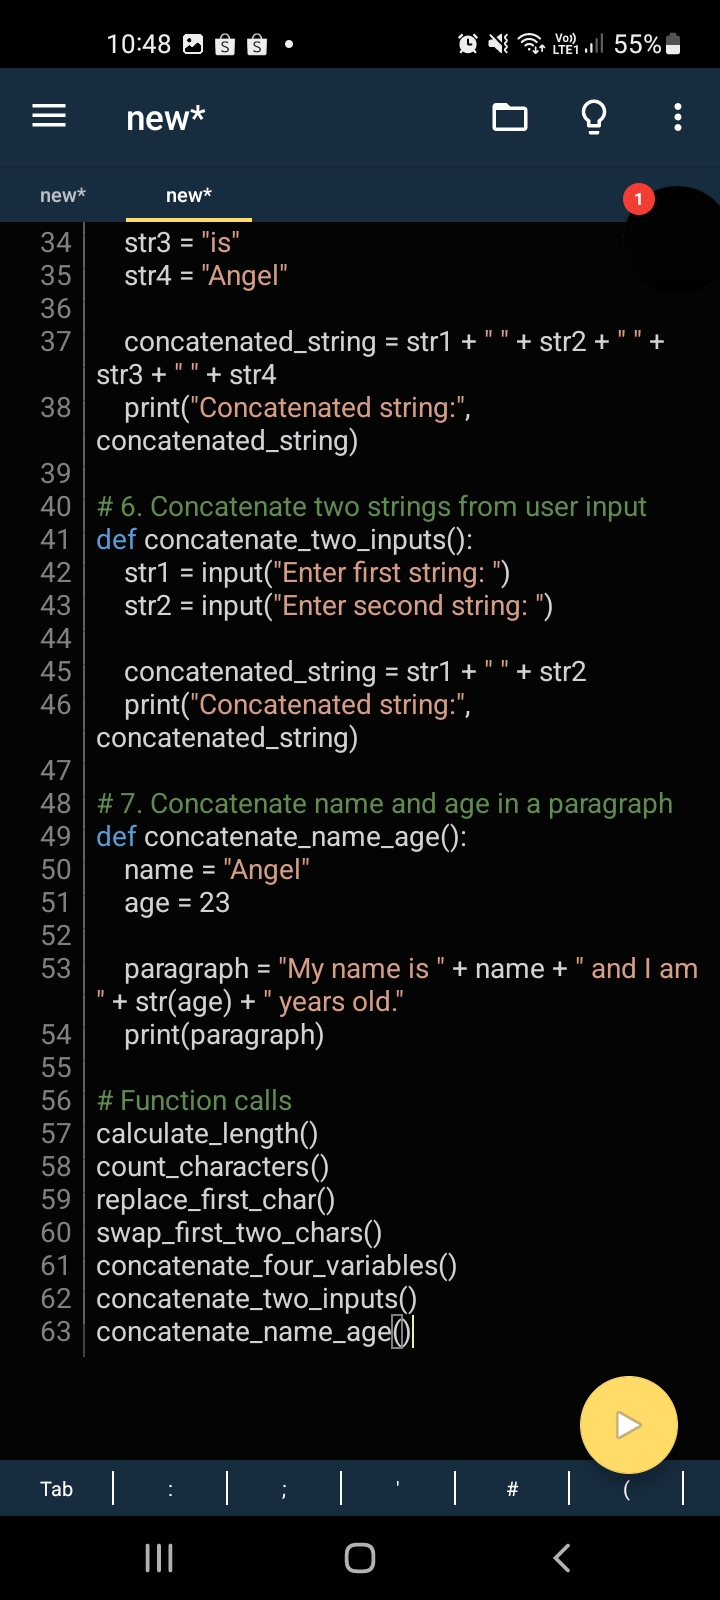 10:48 S S Vo)) LTE1 55%
new*
new* new* 1
34 str3 = "is"
35 str4 = "Angel"
36
37 concatenated_string = str1 + " " + str2 + " " +
str3 + " " + str4
38 print("Concatenated string:",
concatenated_string)
39
40 # 6. Concatenate two strings from user input
41 def concatenate_two_inputs():
42 str1 = input("Enter first string: ")
43 str2 = input("Enter second string: ")
44
45 concatenated_string = str1 + " " + str2
46 print("Concatenated string:",
concatenated_string)
47
48 # 7. Concatenate name and age in a paragraph
49 def concatenate_name_age():
50 name = "Angel"
51 age = 23
52
53 paragraph = "My name is " + name + " and I am
" + str(age) + " years old."
54 print(paragraph)
55
56 # Function calls
57 calculate_length()
58 count_characters()
59 replace_first_char()
60 swap_first_two_chars()
61 concatenate_four_variables()
62 concatenate_two_inputs()
63 concatenate_name_age()
Tab : ; ' # (